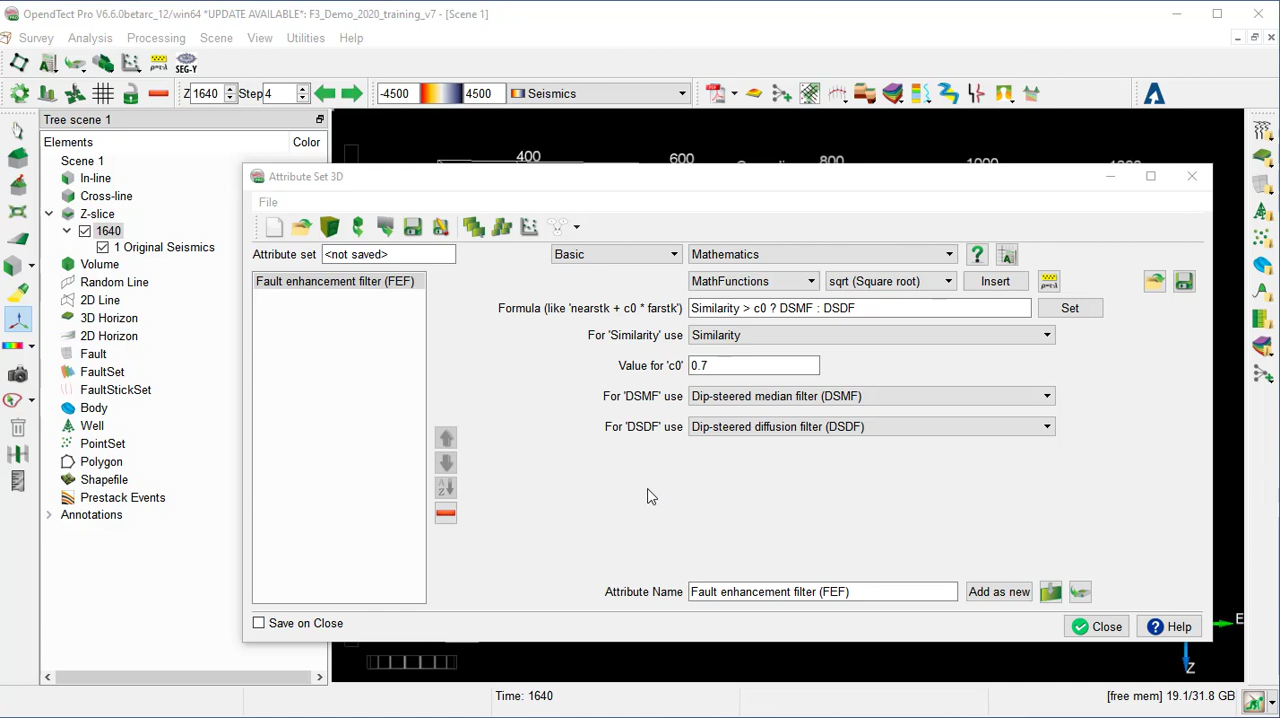 OpendTect Pro V6.6.0betarc_12/win64 *UPDATE AVAILABLE*: F3_Demo_2020_training_v7 - [Scene 1]
Survey Analysis Processing Scene View Utilities Help
SEG-Y
Z 1640 Step 4 -4500 4500 Seismics
Tree scene 1
Elements Color
Scene 1
In-line
Cross-line
Z-slice
1640
1 Original Seismics
Volume
Random Line
2D Line
3D Horizon
2D Horizon
Fault
FaultSet
FaultStickSet
Body
Well
PointSet
Polygon
Shapefile
Prestack Events
Annotations
400 600 800 1000
Attribute Set 3D
File
Attribute set <not saved> Basic Mathematics
Fault enhancement filter (FEF) MathFunctions sqrt (Square root) Insert
Formula (like 'nearstk + c0 * farstk') Similarity > c0 ? DSMF : DSDF Set
For 'Similarity' use Similarity
Value for 'c0' 0.7
For 'DSMF' use Dip-steered median filter (DSMF)
For 'DSDF' use Dip-steered diffusion filter (DSDF)
Attribute Name Fault enhancement filter (FEF) Add as new
Save on Close Close Help
E
Z
Time: 1640 [free mem] 19.1/31.8 GB